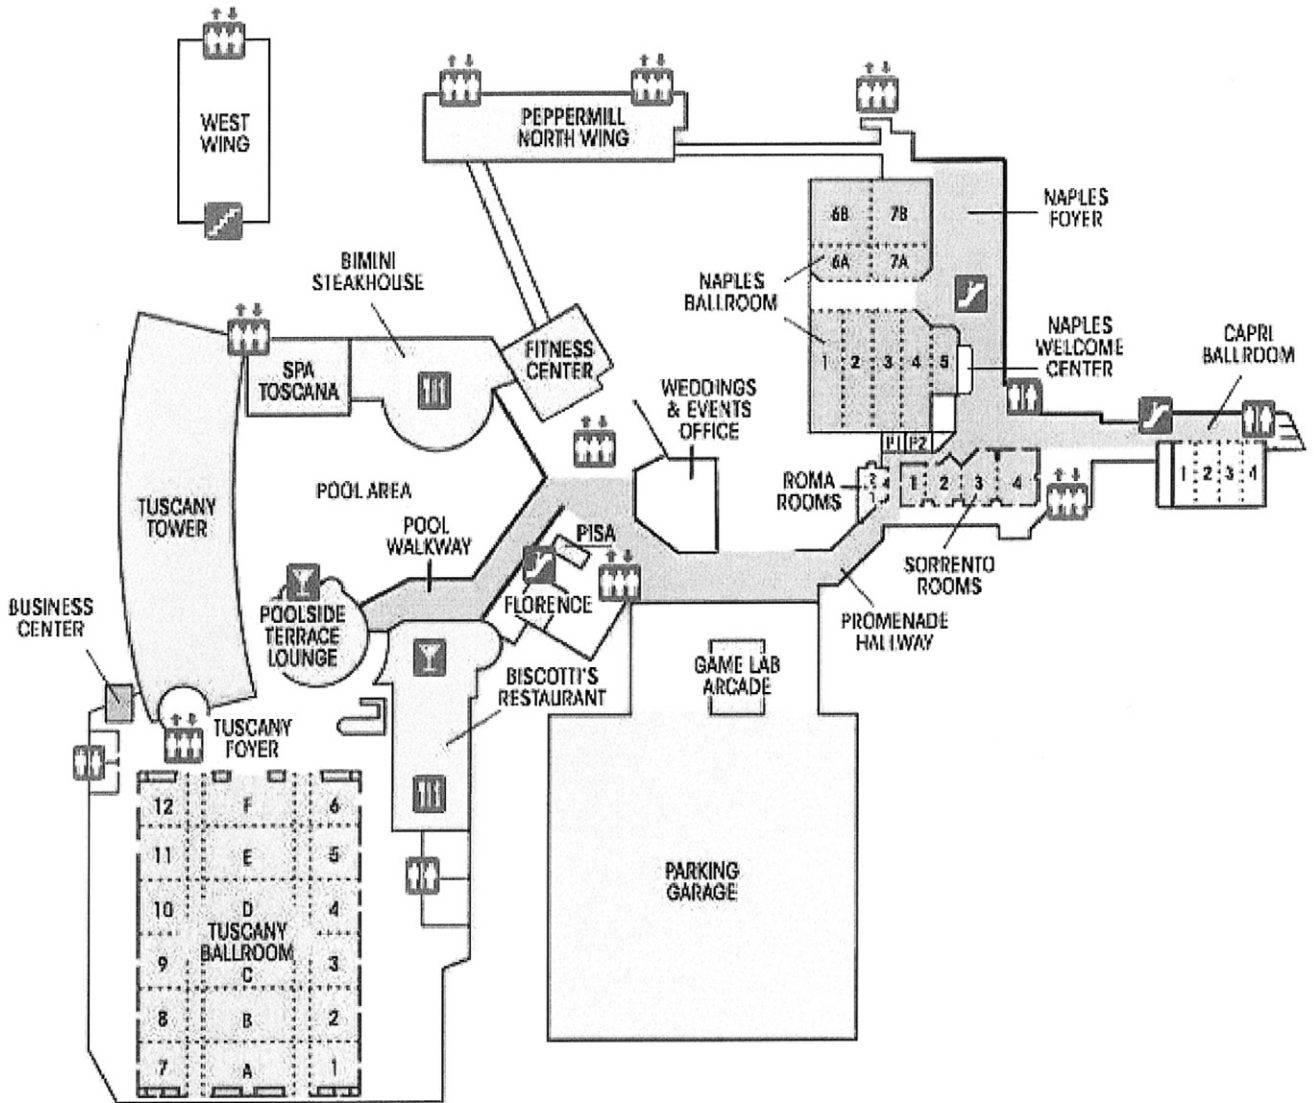 WEST
WING
PEPPERMILL
NORTH WING
NAPLES
FOYER
6B
7B
6A
7A
BIMINI
STEAKHOUSE
NAPLES
BALLROOM
NAPLES
WELCOME
CENTER
CAPRI
BALLROOM
1
2
3
4
5
SPA
TOSCANA
FITNESS
CENTER
WEDDINGS
& EVENTS
OFFICE
P1
P2
ROMA
ROOMS
2
1
4
1
2
3
4
1
2
3
4
TUSCANY
TOWER
POOL AREA
POOL
WALKWAY
PISA
SORRENTO
ROOMS
BUSINESS
CENTER
POOLSIDE
TERRACE
LOUNGE
FLORENCE
PROMENADE
HALLWAY
BISCOTTI'S
RESTAURANT
GAME LAB
ARCADE
TUSCANY
FOYER
12
F
6
11
E
5
10
D
4
TUSCANY
BALLROOM
9
C
3
8
B
2
7
A
1
PARKING
GARAGE